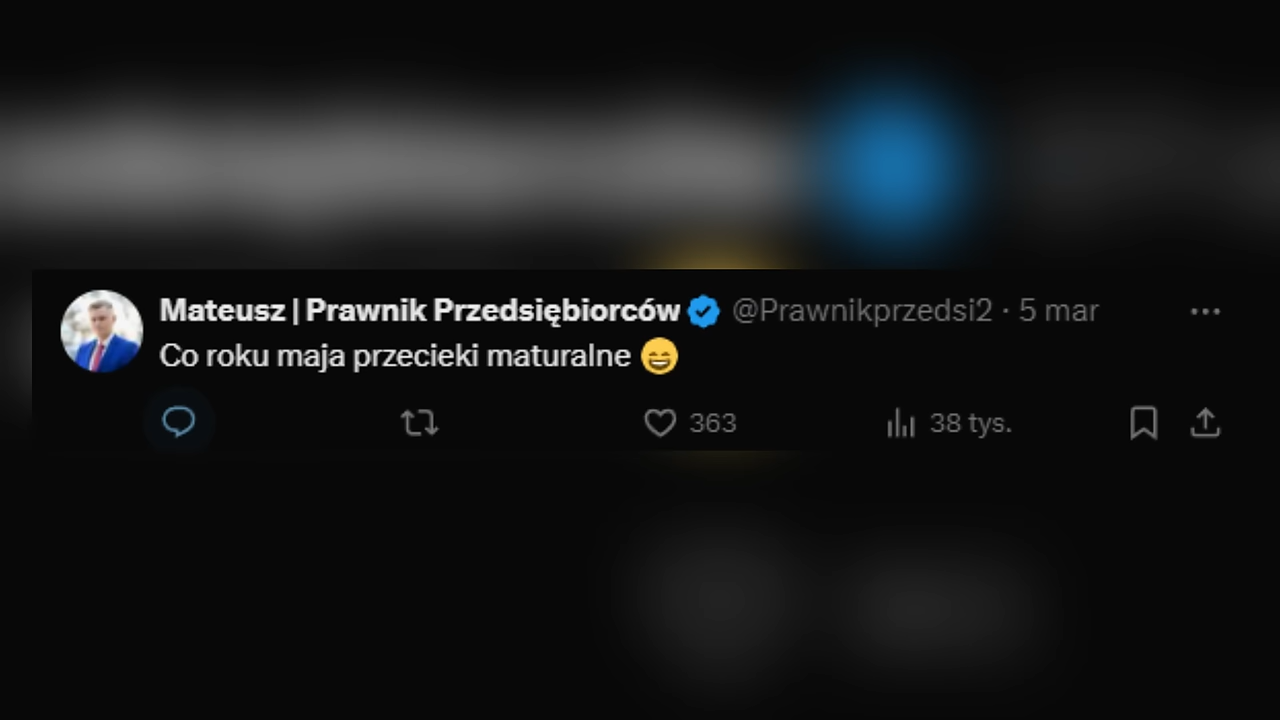 Mateusz | Prawnik Przedsiębiorców @Prawnikprzedsi2 · 5 mar
Co roku maja przecieki maturalne 😄
363 38 tys.